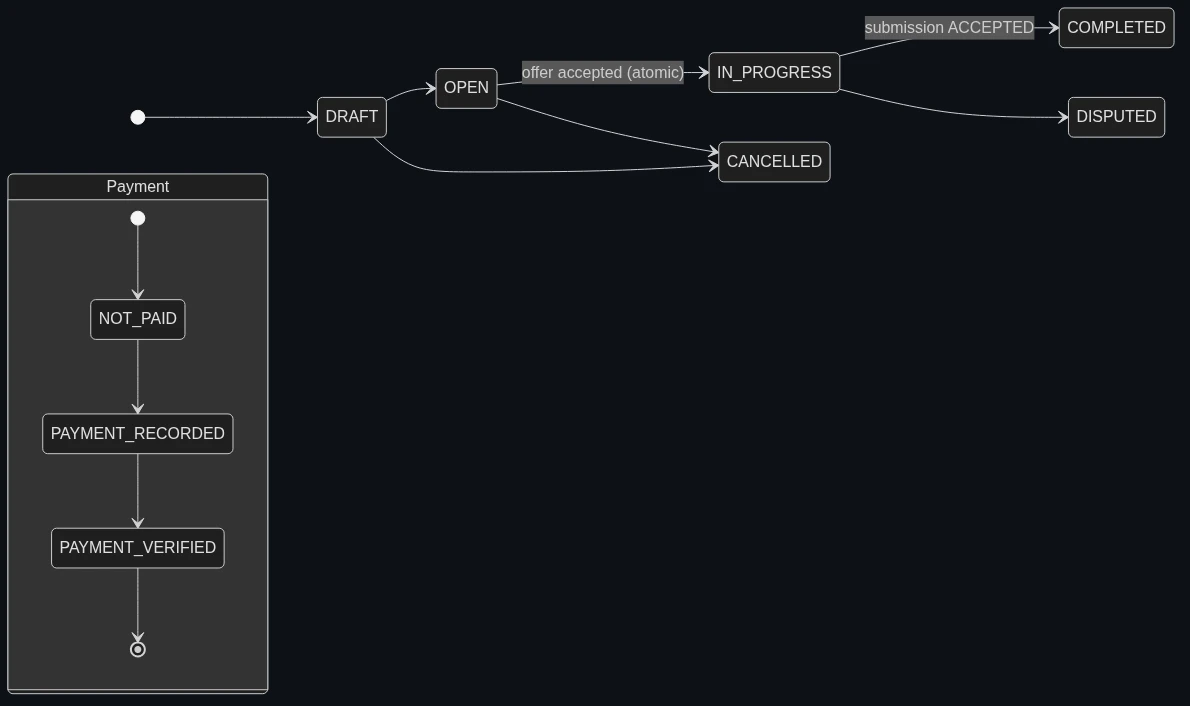 submission ACCEPTED
COMPLETED
offer accepted (atomic)
IN_PROGRESS
OPEN
DRAFT
DISPUTED
CANCELLED
Payment
NOT_PAID
PAYMENT_RECORDED
PAYMENT_VERIFIED